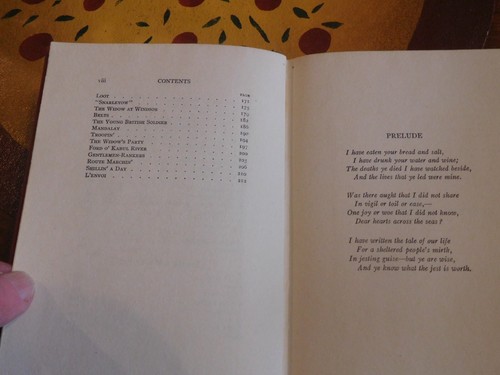 viii CONTENTS
PAGE
LOOT
"SNARLEYOW"
THE WIDOW AT WINDSOR
BELTS
THE YOUNG BRITISH SOLDIER
MANDALAY
TROOPIN'
THE WIDOW'S PARTY
FORD O' KABUL RIVER
GENTLEMEN-RANKERS
ROUTE MARCHIN'
SHILLIN' A DAY
L'ENVOI
PRELUDE
I have eaten your bread and salt,
I have drunk your water and wine;
The deaths ye died I have watched beside,
And the lives that ye led were mine.
Was there aught that I did not share
In vigil or toil or ease,—
One joy or woe that I did not know,
Dear hearts across the seas?
I have written the tale of our life
For a sheltered people's mirth,
In jesting guise—but ye are wise,
And ye know what the jest is worth.